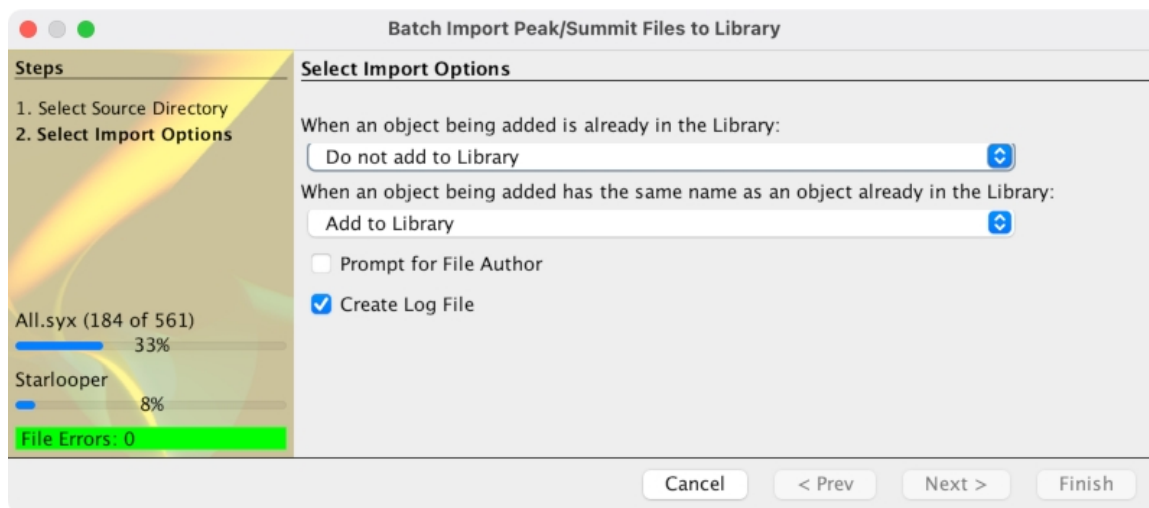 Batch Import Peak/Summit Files to Library
Steps
1. Select Source Directory
2. Select Import Options
All.syx (184 of 561)
33%
Starlooper
8%
File Errors: 0
Select Import Options
When an object being added is already in the Library:
Do not add to Library
When an object being added has the same name as an object already in the Library:
Add to Library
Prompt for File Author
Create Log File
Cancel
< Prev
Next >
Finish